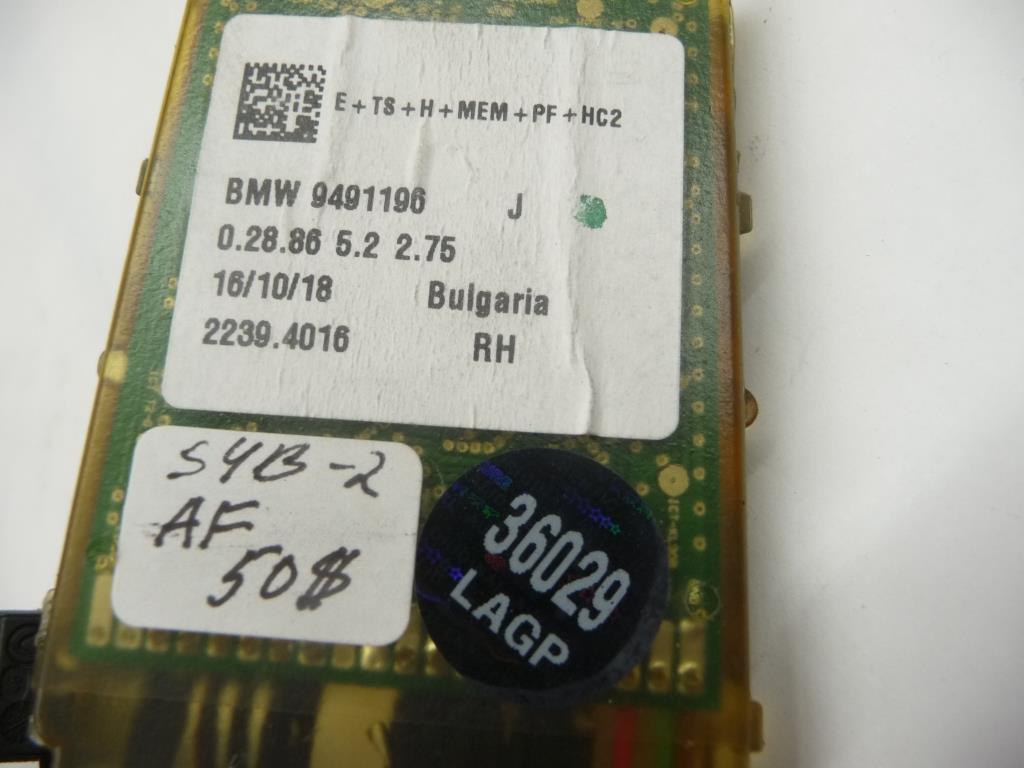 E+TS+H+MEM+PF+HC2
BMW 9491196 J
0.28.86 5.2 2.75
16/10/18 Bulgaria
2239.4016 RH
SYB-2
AF
50$
36029
LAGP